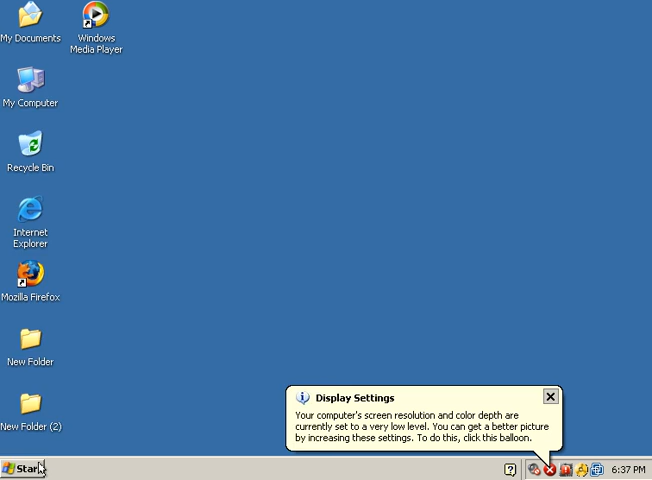 My Documents
Windows
Media Player
My Computer
Recycle Bin
Internet
Explorer
Mozilla Firefox
New Folder
New Folder (2)
Display Settings
Your computer's screen resolution and color depth are
currently set to a very low level. You can get a better picture
by increasing these settings. To do this, click this balloon.
Start
6:37 PM